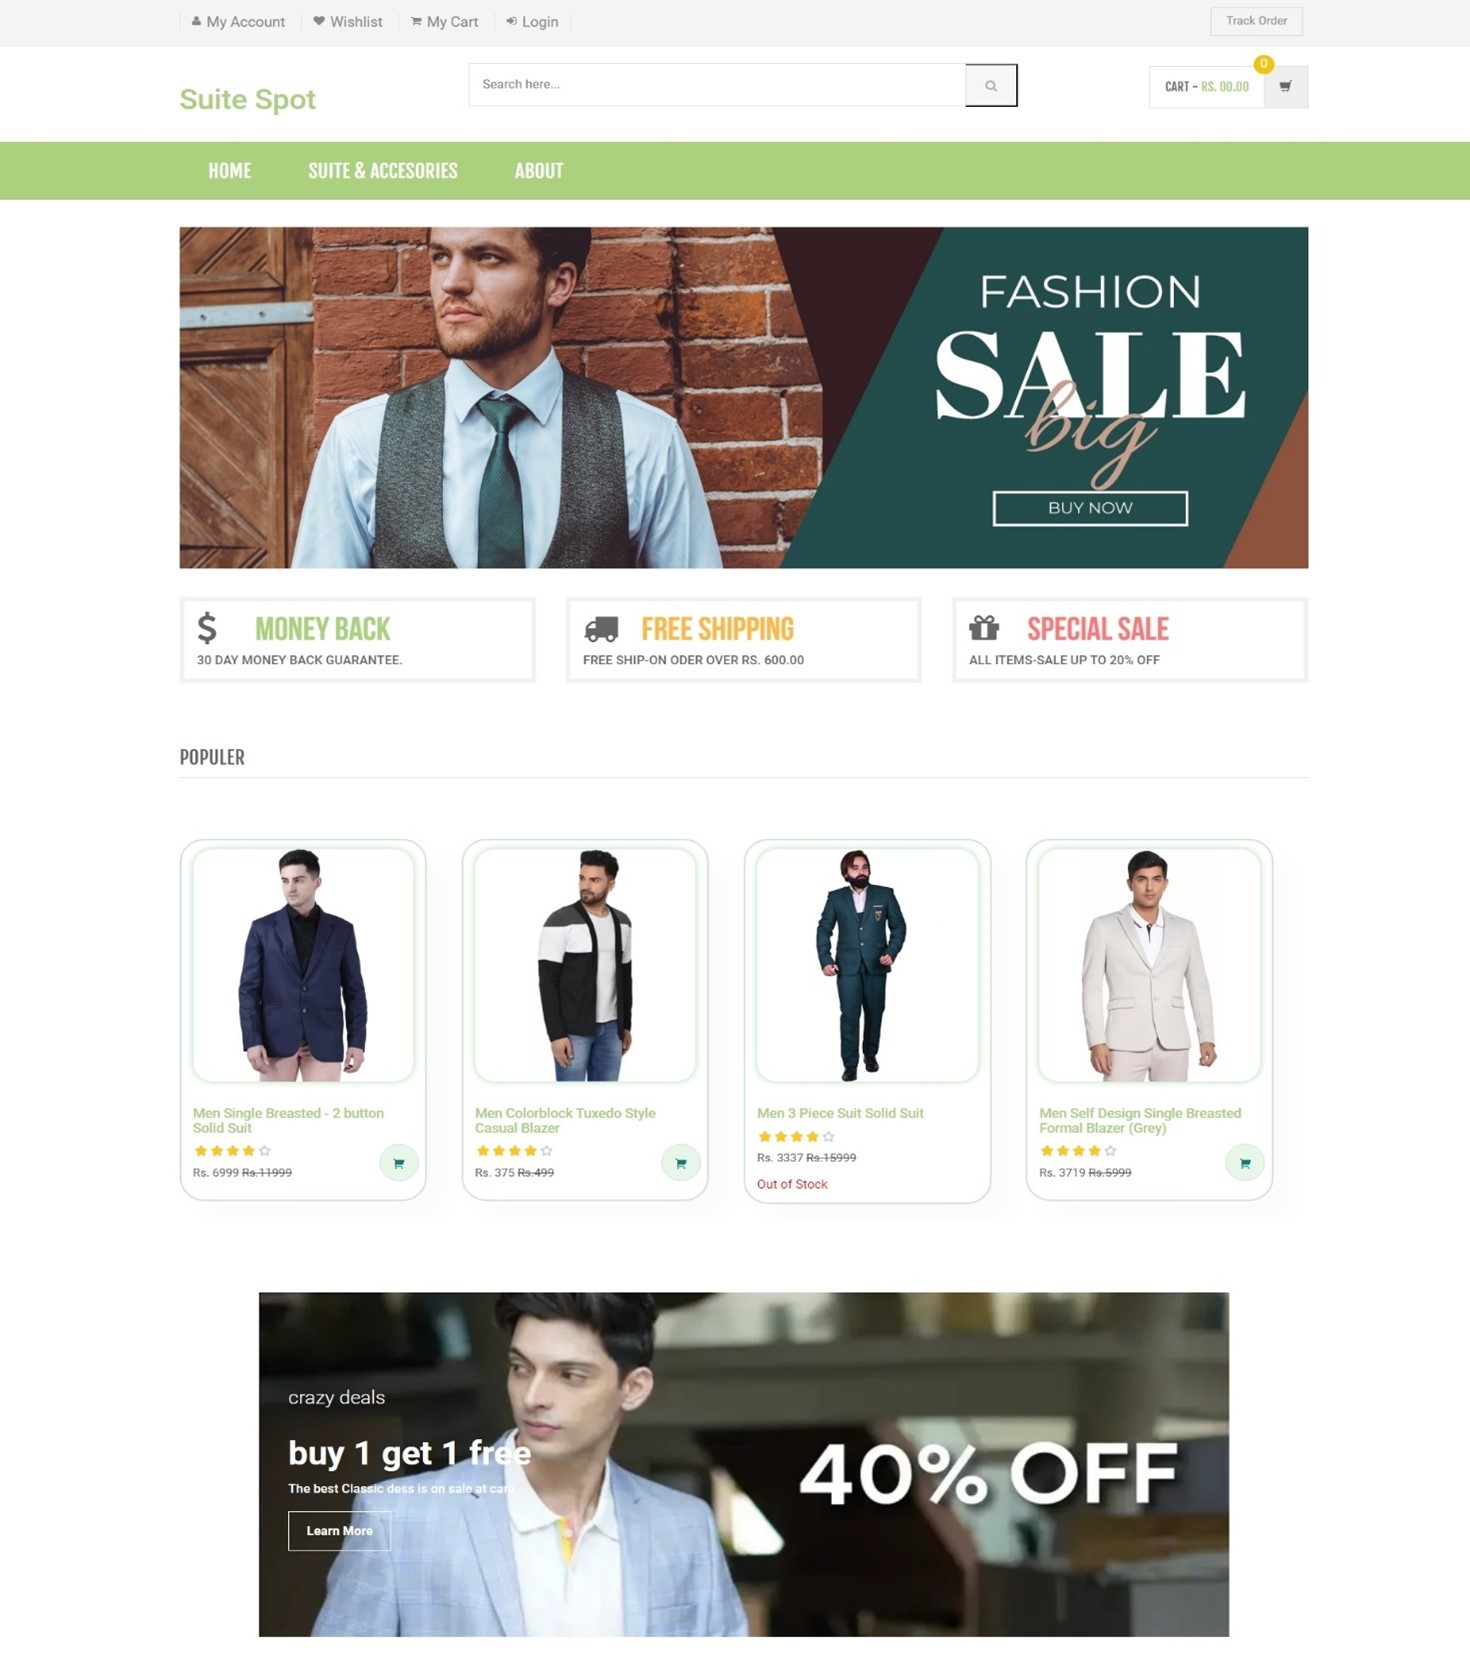 My Account
Wishlist
My Cart
Login
Track Order
Suite Spot
Search here...
CART - RS. 00.00
0
HOME
SUITE & ACCESORIES
ABOUT
FASHION
SALE
big
BUY NOW
MONEY BACK
30 DAY MONEY BACK GUARANTEE.
FREE SHIPPING
FREE SHIP-ON ODER OVER RS. 600.00
SPECIAL SALE
ALL ITEMS-SALE UP TO 20% OFF
POPULER
Men Single Breasted - 2 button
Solid Suit
Rs. 6999 Rs.11999
Men Colorblock Tuxedo Style
Casual Blazer
Rs. 375 Rs.499
Men 3 Piece Suit Solid Suit
Rs. 3337 Rs.15999
Out of Stock
Men Self Design Single Breasted
Formal Blazer (Grey)
Rs. 3719 Rs.5999
crazy deals
buy 1 get 1 free
The best Classic dess is on sale at cara
Learn More
40% OFF